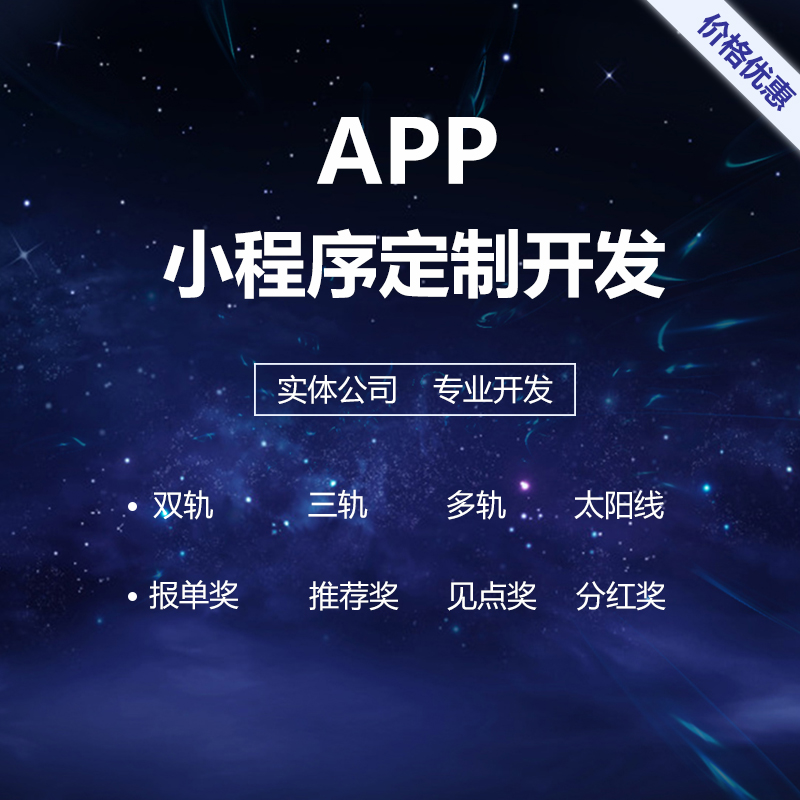 价格优惠
APP
小程序定制开发
实体公司 专业开发
• 双轨 三轨 多轨 太阳线
• 报单奖 推荐奖 见点奖 分红奖